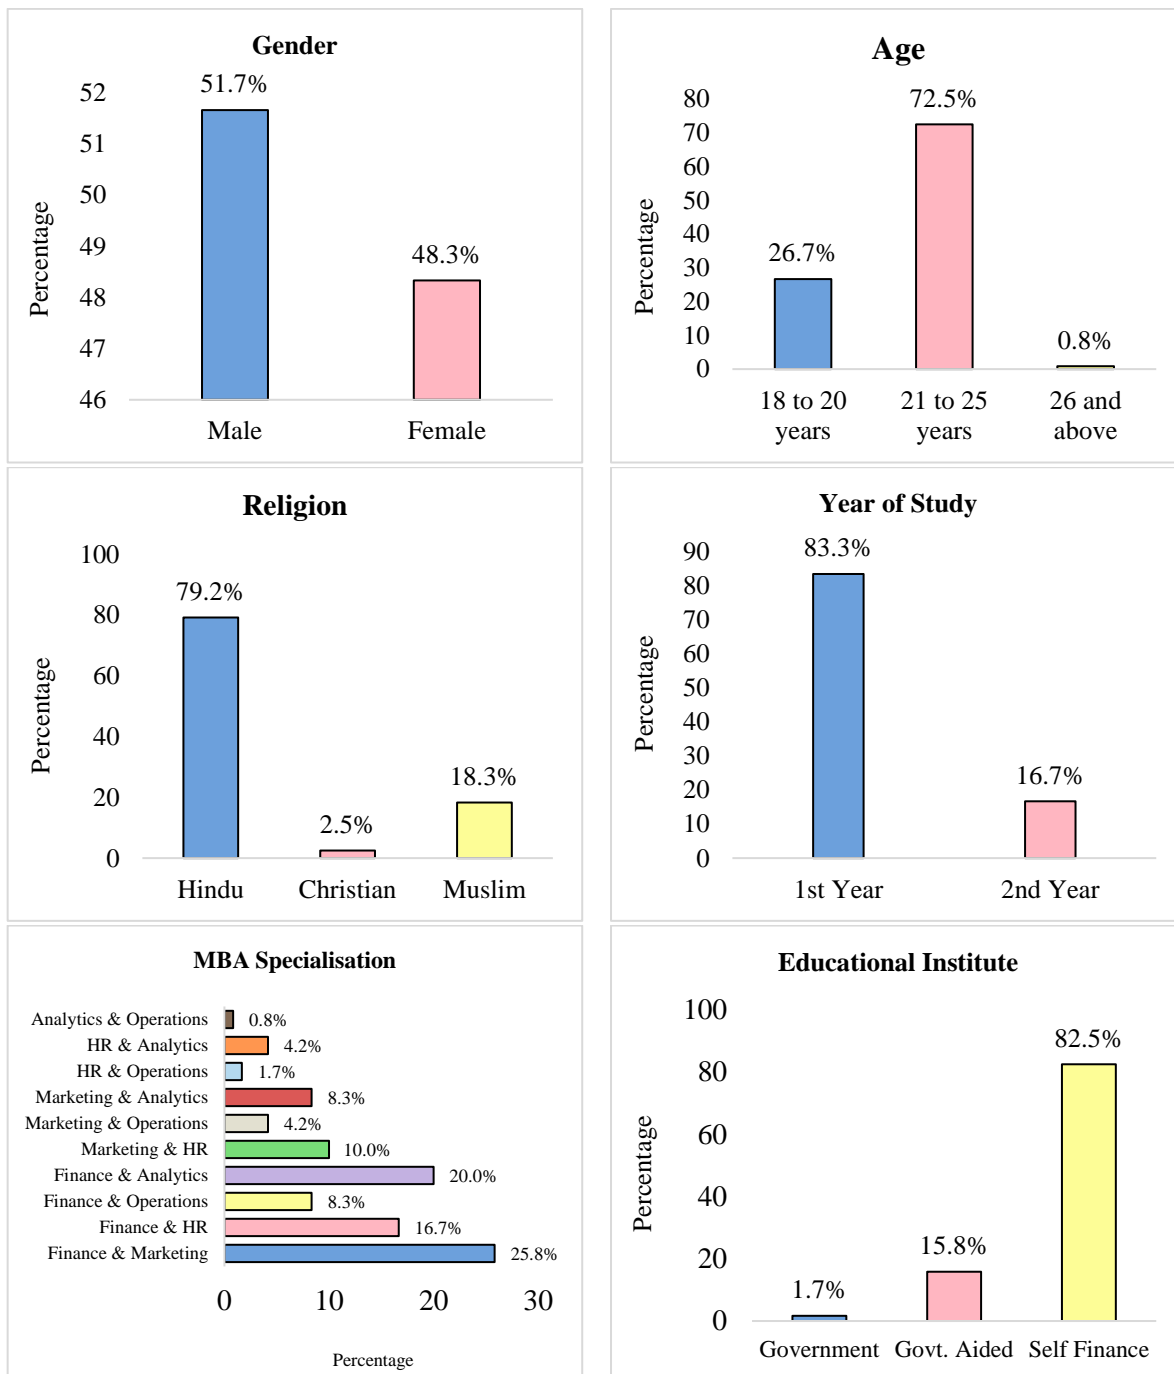 Gender
51.7%
52
51
50
49
48
47
46
48.3%
Percentage
Male Female
Age
80
70
60
50
40
30
20
10
0
72.5%
26.7%
0.8%
Percentage
18 to 20 21 to 25 26 and
years years above
Religion
100
80
60
40
20
0
79.2%
2.5%
18.3%
Percentage
Hindu Christian Muslim
Year of Study
90
80
70
60
50
40
30
20
10
0
83.3%
16.7%
Percentage
1st Year 2nd Year
MBA Specialisation
Analytics & Operations 0.8%
HR & Analytics 4.2%
HR & Operations 1.7%
Marketing & Analytics 8.3%
Marketing & Operations 4.2%
Marketing & HR 10.0%
Finance & Analytics 20.0%
Finance & Operations 8.3%
Finance & HR 16.7%
Finance & Marketing 25.8%
0 10 20 30
Percentage
Educational Institute
100
80
60
40
20
0
82.5%
15.8%
1.7%
Percentage
Government Govt. Aided Self Finance